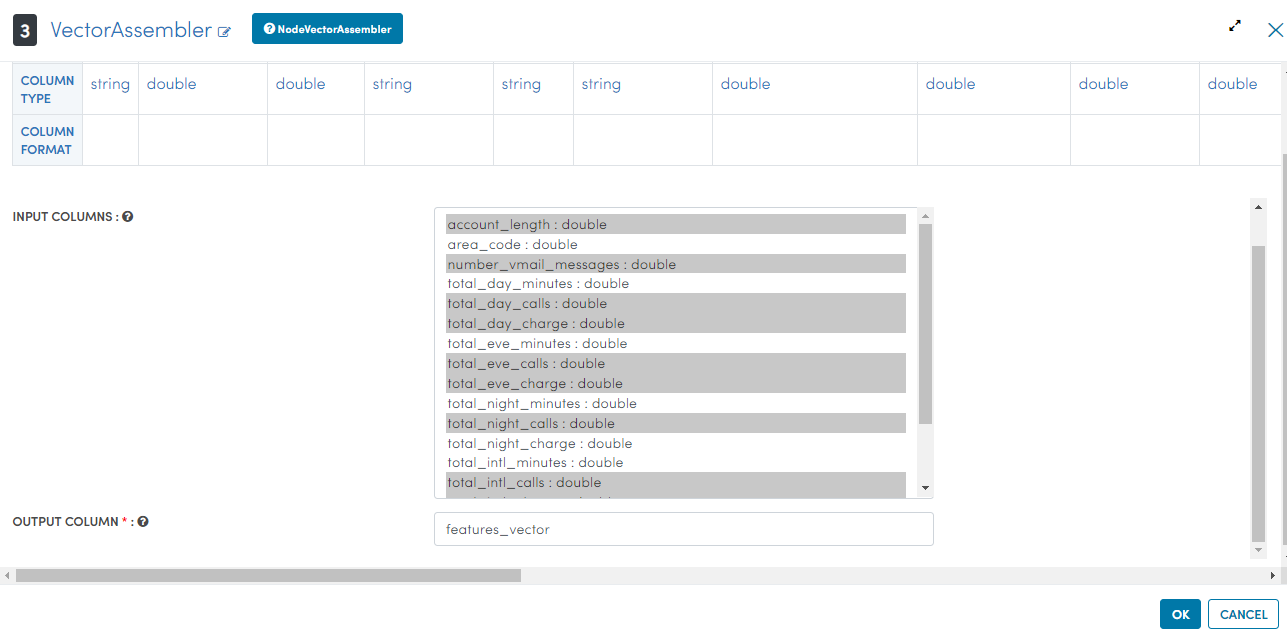 3 VectorAssembler NodeVectorAssembler
COLUMN TYPE string double double string string string double double double double
COLUMN FORMAT
INPUT COLUMNS :
account_length : double
area_code : double
number_vmail_messages : double
total_day_minutes : double
total_day_calls : double
total_day_charge : double
total_eve_minutes : double
total_eve_calls : double
total_eve_charge : double
total_night_minutes : double
total_night_calls : double
total_night_charge : double
total_intl_minutes : double
total_intl_calls : double
OUTPUT COLUMN * :
features_vector
OK CANCEL